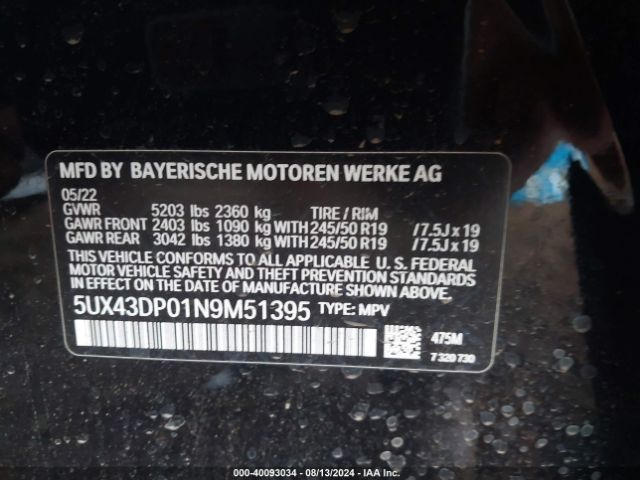 MFD BY BAYERISCHE MOTOREN WERKE AG
05/22
GVWR 5203 lbs 2360 kg TIRE / RIM
GAWR FRONT 2403 lbs 1090 kg WITH 245/50 R19 /7.5J x 19
GAWR REAR 3042 lbs 1380 kg WITH 245/50 R19 /7.5J x 19
THIS VEHICLE CONFORMS TO ALL APPLICABLE U. S. FEDERAL
MOTOR VEHICLE SAFETY AND THEFT PREVENTION STANDARDS
IN EFFECT ON THE DATE OF MANUFACTURE SHOWN ABOVE.
5UX43DP01N9M51395 TYPE: MPV
475M
7 320 730
000-40093034 - 08/13/2024 - IAA Inc.